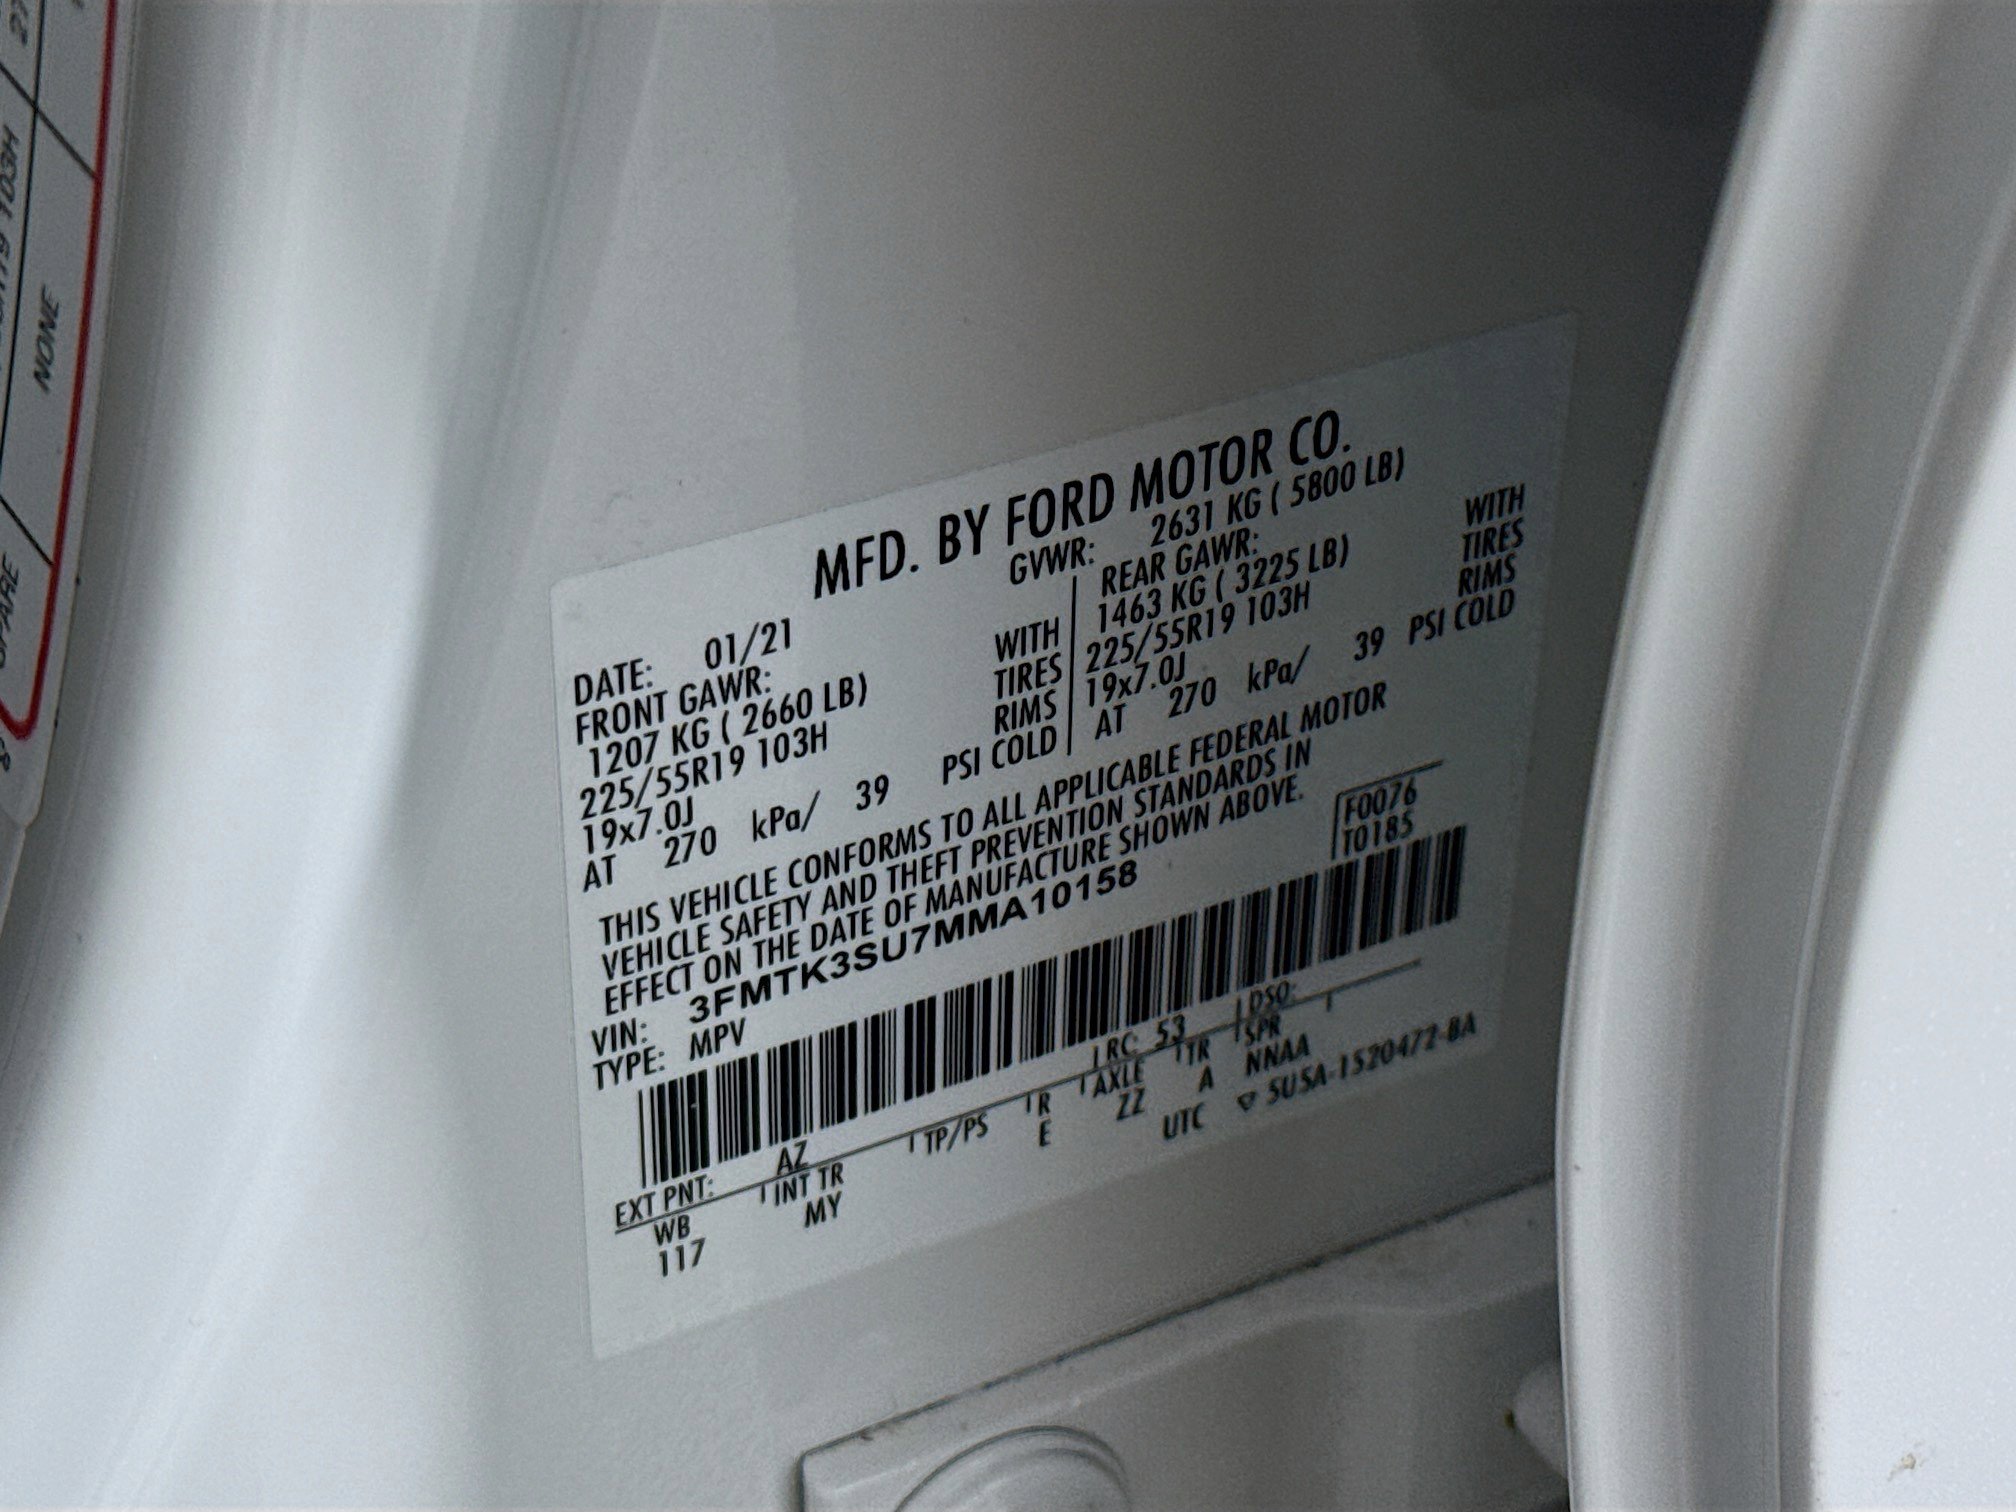 27
103H
NONE
SPARE
MFD. BY FORD MOTOR CO.
DATE: 01/21 GVWR: 2631 KG ( 5800 LB)
FRONT GAWR: WITH REAR GAWR: WITH
1207 KG ( 2660 LB) TIRES 1463 KG ( 3225 LB) TIRES
225/55R19 103H RIMS 225/55R19 103H RIMS
19x7.0J 19x7.0J
AT 270 kPa/ 39 PSI COLD AT 270 kPa/ 39 PSI COLD
THIS VEHICLE CONFORMS TO ALL APPLICABLE FEDERAL MOTOR
VEHICLE SAFETY AND THEFT PREVENTION STANDARDS IN
EFFECT ON THE DATE OF MANUFACTURE SHOWN ABOVE.
VIN: 3FMTK3SU7MMA10158 F0076
TYPE: MPV T0185
EXT PNT: AZ RC: 53 DSO:
WB INT TR TP/PS R AXLE TR SPR
117 MY E ZZ A NNAA
UTC 5U5A-1520472-BA